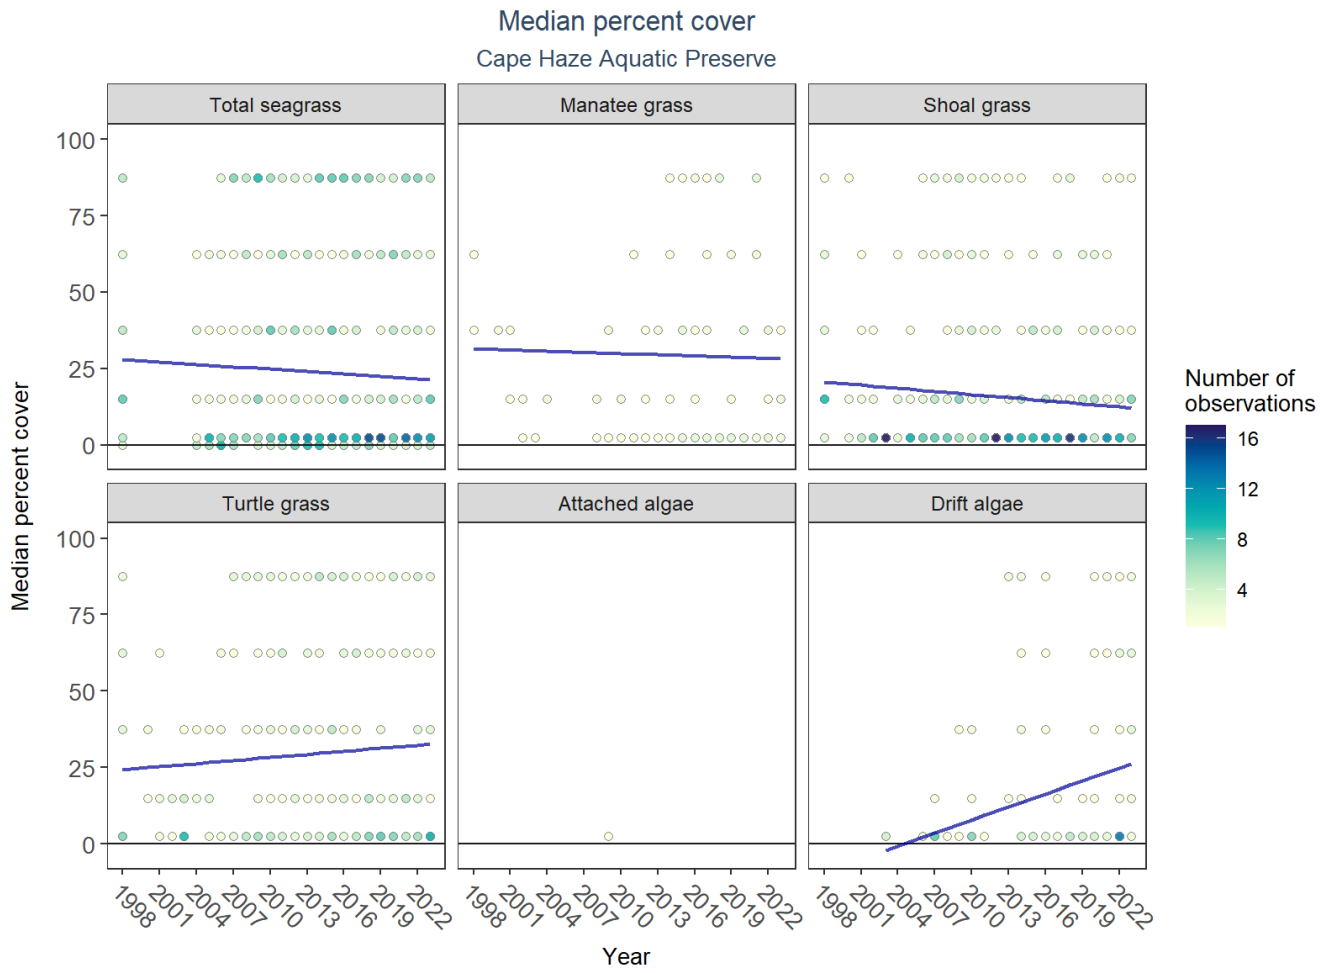 Median percent cover
Cape Haze Aquatic Preserve
Total seagrass
Manatee grass
Shoal grass
100
75
50
25
0
Turtle grass
Attached algae
Drift algae
100
75
50
25
0
1998 2001 2004 2007 2010 2013 2016 2019 2022
1998 2001 2004 2007 2010 2013 2016 2019 2022
1998 2001 2004 2007 2010 2013 2016 2019 2022
Year
Median percent cover
Number of
observations
16
12
8
4